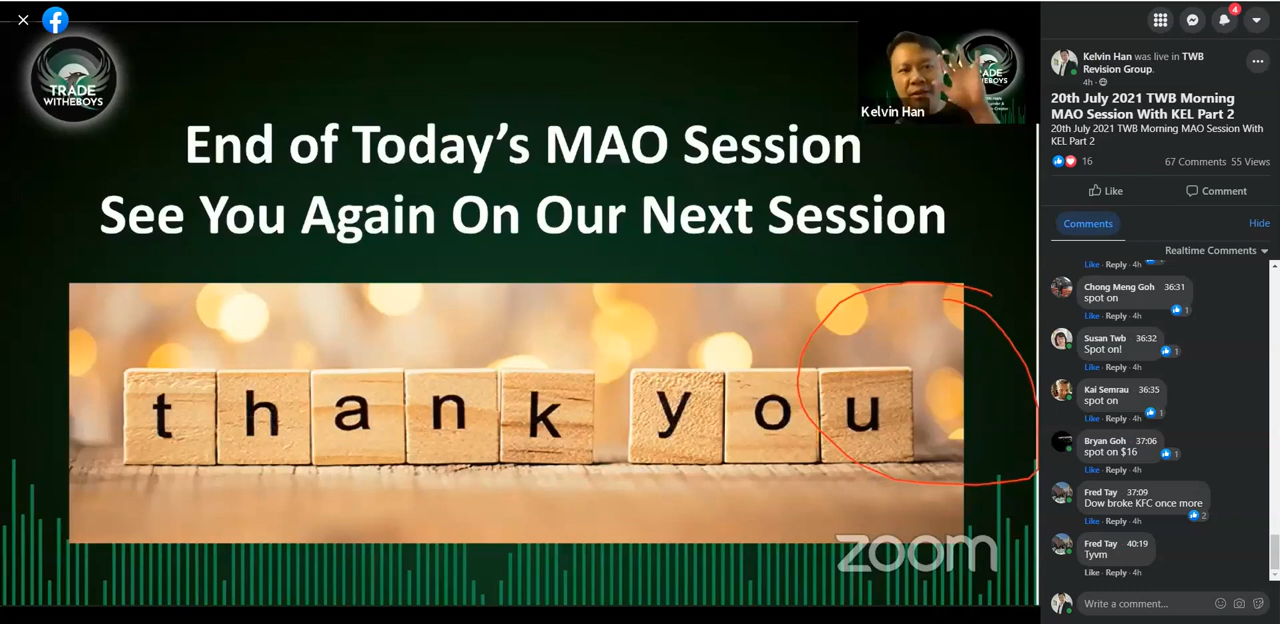 TRADE
WITHEBOYS
Kelvin Han
End of Today's MAO Session
See You Again On Our Next Session
thank you
zoom
4
Kelvin Han was live in TWB
Revision Group.
4h
20th July 2021 TWB Morning
MAO Session With KEL Part 2
20th July 2021 TWB Morning MAO Session With
KEL Part 2
16
67 Comments 55 Views
Like
Comment
Comments
Hide
Realtime Comments
Like · Reply · 4h
Chong Meng Goh 36:31
spot on
1
Like · Reply · 4h
Susan Twb 36:32
Spot on!
1
Like · Reply · 4h
Kai Semrau 36:35
spot on
1
Like · Reply · 4h
Bryan Goh 37:06
spot on $16
1
Like · Reply · 4h
Fred Tay 37:09
Dow broke KFC once more
2
Like · Reply · 4h
Fred Tay 40:19
Tyvm
Like · Reply · 4h
Write a comment...